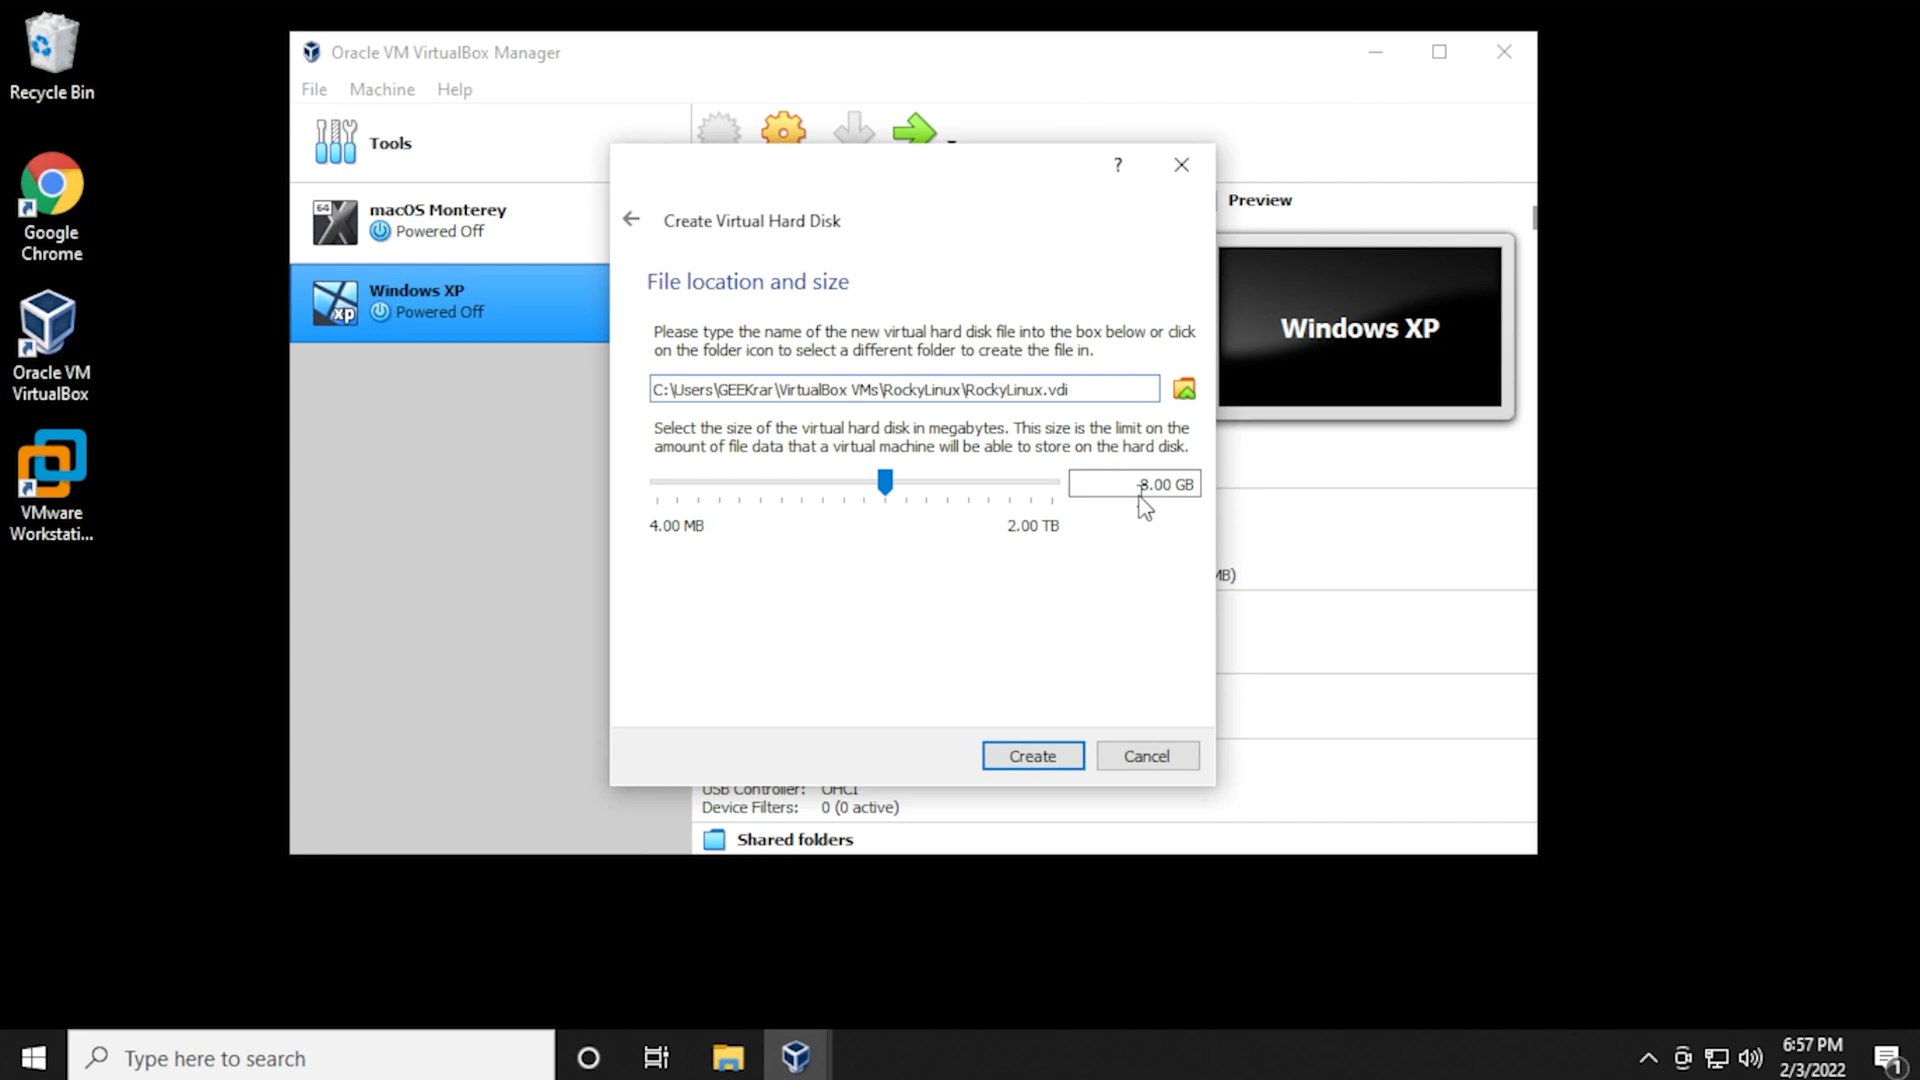 Recycle Bin
Google
Chrome
Oracle VM
VirtualBox
VMware
Workstati...
Oracle VM VirtualBox Manager
File Machine Help
Tools
64
macOS Monterey
Powered Off
xp
Windows XP
Powered Off
?
Create Virtual Hard Disk
File location and size
Please type the name of the new virtual hard disk file into the box below or click
on the folder icon to select a different folder to create the file in.
C:\Users\GEEKrar\VirtualBox VMs\RockyLinux\RockyLinux.vdi
Select the size of the virtual hard disk in megabytes. This size is the limit on the
amount of file data that a virtual machine will be able to store on the hard disk.
8.00 GB
4.00 MB 2.00 TB
Create Cancel
Preview
Windows XP
MB)
USB Controller: OHCI
Device Filters: 0 (0 active)
Shared folders
Type here to search
6:57 PM
2/3/2022
1